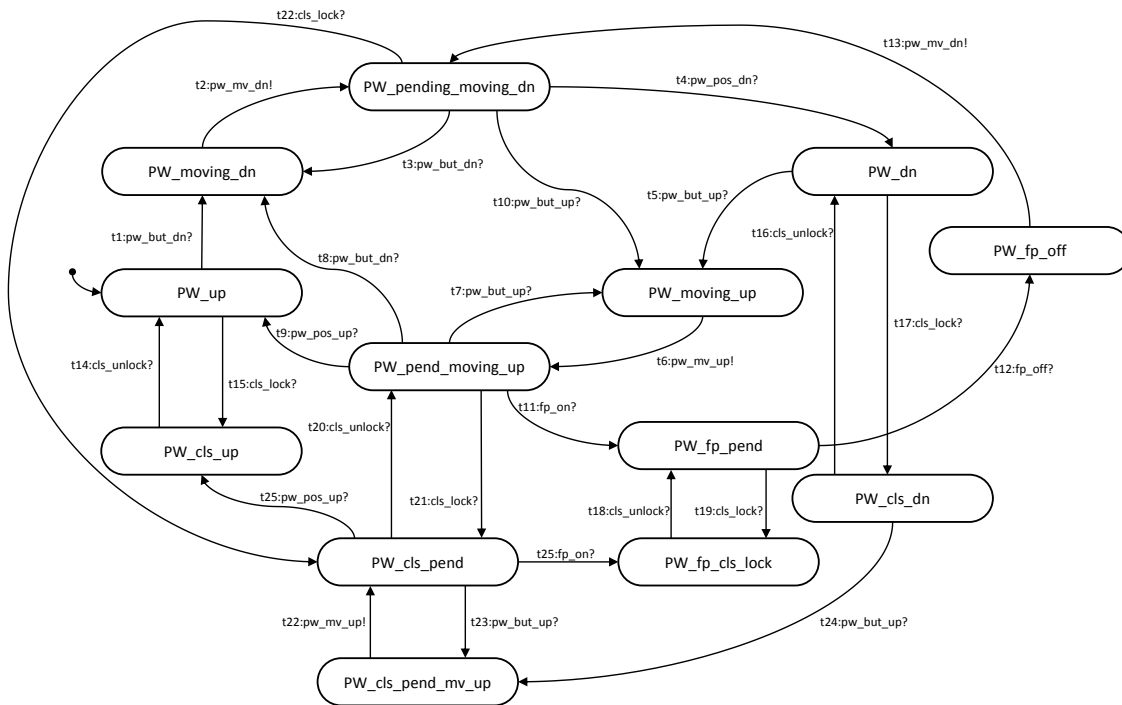 t22:cls_lock?
t13:pw_mv_dn!
t2:pw_mv_dn!
PW_pending_moving_dn
t4:pw_pos_dn?
PW_moving_dn
t3:pw_but_dn?
PW_dn
t10:pw_but_up?
t5:pw_but_up?
t1:pw_but_dn?
t16:cls_unlock?
PW_fp_off
t8:pw_but_dn?
PW_up
t7:pw_but_up?
PW_moving_up
t17:cls_lock?
t9:pw_pos_up?
t14:cls_unlock?
PW_pend_moving_up
t6:pw_mv_up!
t12:fp_off?
t15:cls_lock?
t11:fp_on?
t20:cls_unlock?
PW_cls_up
PW_fp_pend
t25:pw_pos_up?
t21:cls_lock?
PW_cls_dn
t18:cls_unlock?
t19:cls_lock?
PW_cls_pend
t25:fp_on?
PW_fp_cls_lock
t22:pw_mv_up!
t23:pw_but_up?
t24:pw_but_up?
PW_cls_pend_mv_up